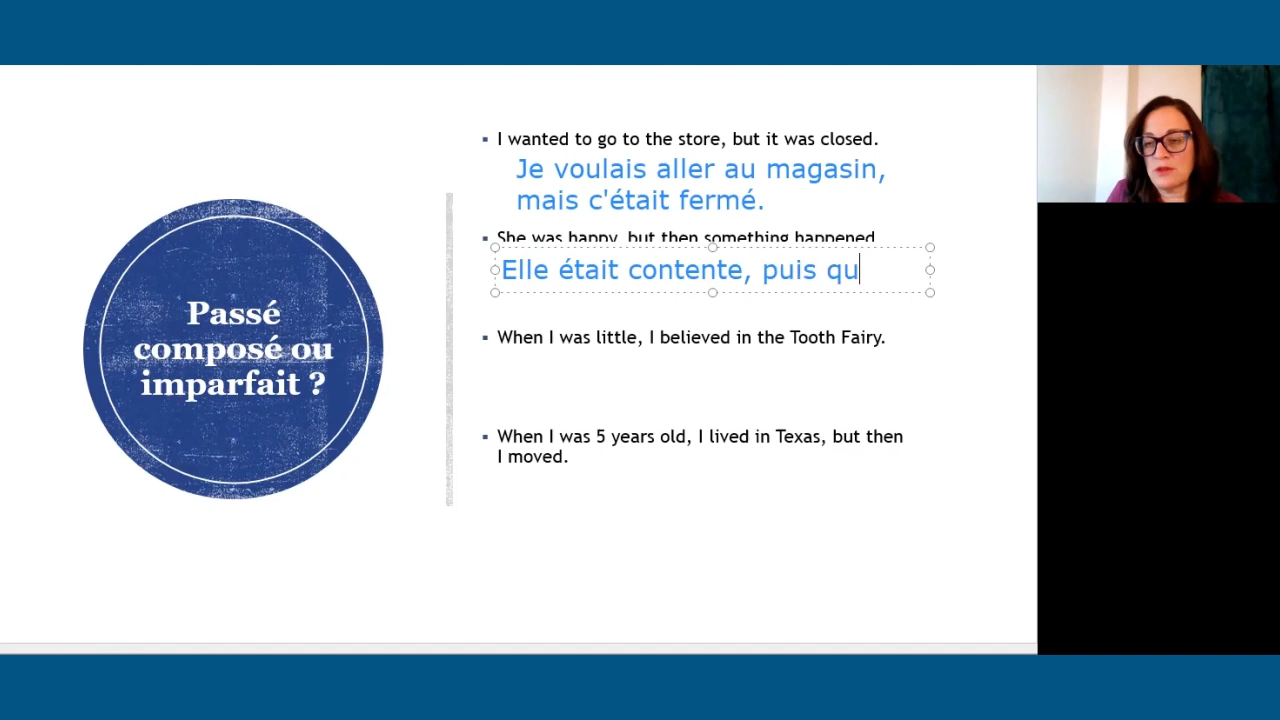 Passé
composé ou
imparfait ?
I wanted to go to the store, but it was closed.
Je voulais aller au magasin,
mais c'était fermé.
She was happy, but then something happened
Elle était contente, puis qu
When I was little, I believed in the Tooth Fairy.
When I was 5 years old, I lived in Texas, but then
I moved.